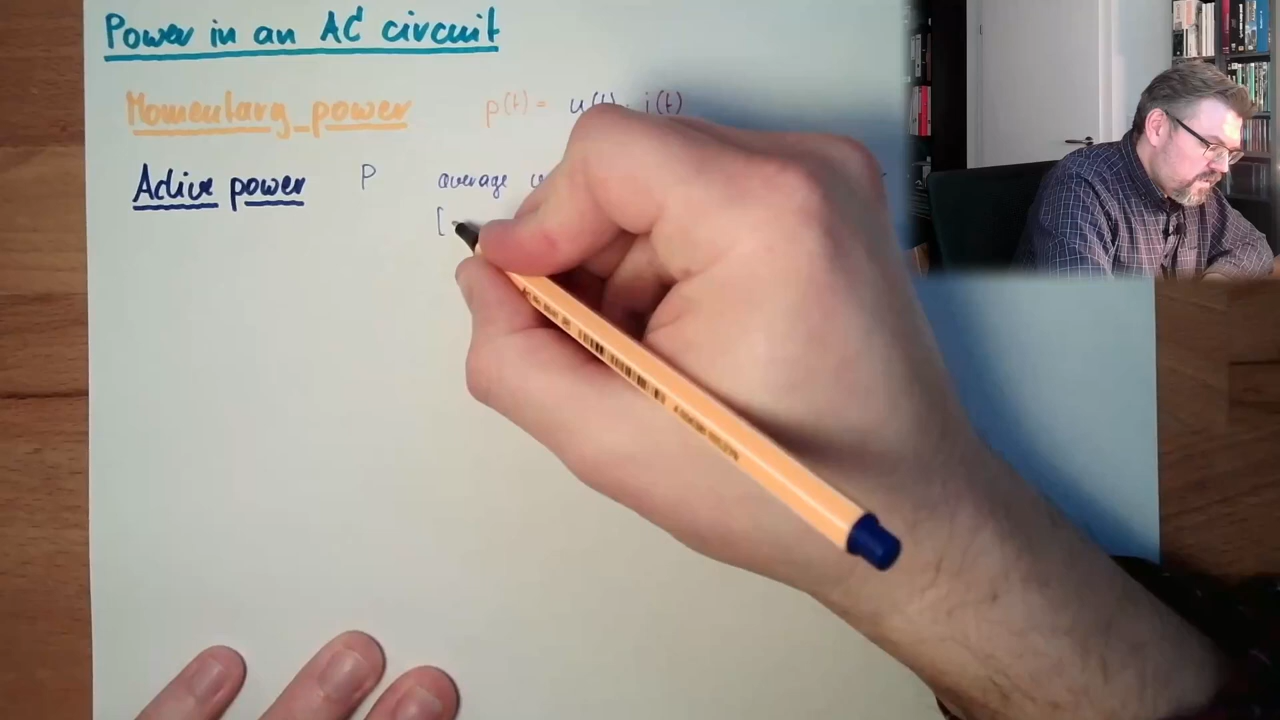 Power in an AC circuit
Momentary power p(t) = u(t) · i(t)
Active power P average
[